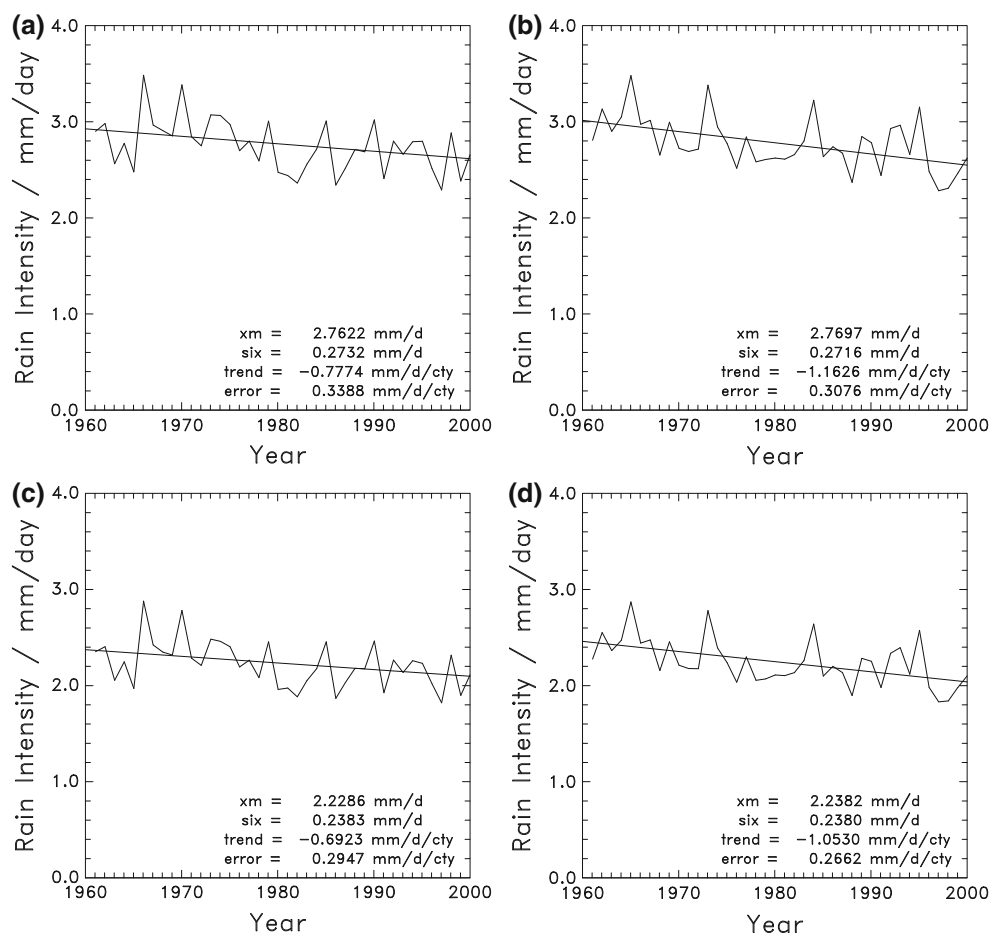 (a)
4.0
3.0
2.0
1.0
0.0
Rain Intensity / mm/day
xm = 2.7622 mm/d
six = 0.2732 mm/d
trend = −0.7774 mm/d/cty
error = 0.3388 mm/d/cty
1960 1970 1980 1990 2000
Year
(b)
4.0
3.0
2.0
1.0
0.0
Rain Intensity / mm/day
xm = 2.7697 mm/d
six = 0.2716 mm/d
trend = −1.1626 mm/d/cty
error = 0.3076 mm/d/cty
1960 1970 1980 1990 2000
Year
(c)
4.0
3.0
2.0
1.0
0.0
Rain Intensity / mm/day
xm = 2.2286 mm/d
six = 0.2383 mm/d
trend = −0.6923 mm/d/cty
error = 0.2947 mm/d/cty
1960 1970 1980 1990 2000
Year
(d)
4.0
3.0
2.0
1.0
0.0
Rain Intensity / mm/day
xm = 2.2382 mm/d
six = 0.2380 mm/d
trend = −1.0530 mm/d/cty
error = 0.2662 mm/d/cty
1960 1970 1980 1990 2000
Year